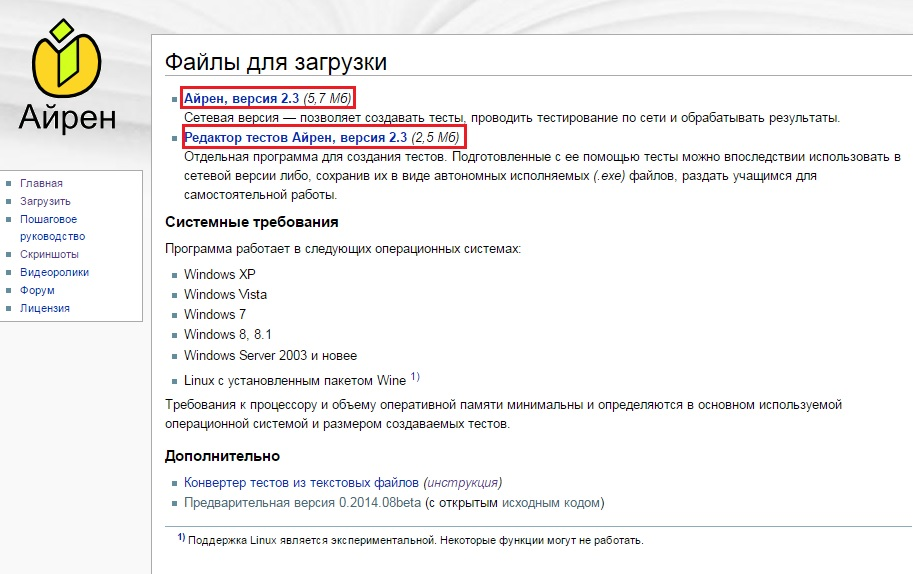 Айрен
Главная
Загрузить
Пошаговое
руководство
Скриншоты
Видеоролики
Форум
Лицензия
Файлы для загрузки
Айрен, версия 2.3 (5,7 Мб)
Сетевая версия — позволяет создавать тесты, проводить тестирование по сети и обрабатывать результаты.
Редактор тестов Айрен, версия 2.3 (2,5 Мб)
Отдельная программа для создания тестов. Подготовленные с ее помощью тесты можно впоследствии использовать в
сетевой версии либо, сохранив их в виде автономных исполняемых (.exe) файлов, раздать учащимся для
самостоятельной работы.
Системные требования
Программа работает в следующих операционных системах:
Windows XP
Windows Vista
Windows 7
Windows 8, 8.1
Windows Server 2003 и новее
Linux с установленным пакетом Wine 1)
Требования к процессору и объему оперативной памяти минимальны и определяются в основном используемой
операционной системой и размером создаваемых тестов.
Дополнительно
Конвертер тестов из текстовых файлов (инструкция)
Предварительная версия 0.2014.08beta (с открытым исходным кодом)
1) Поддержка Linux является экспериментальной. Некоторые функции могут не работать.